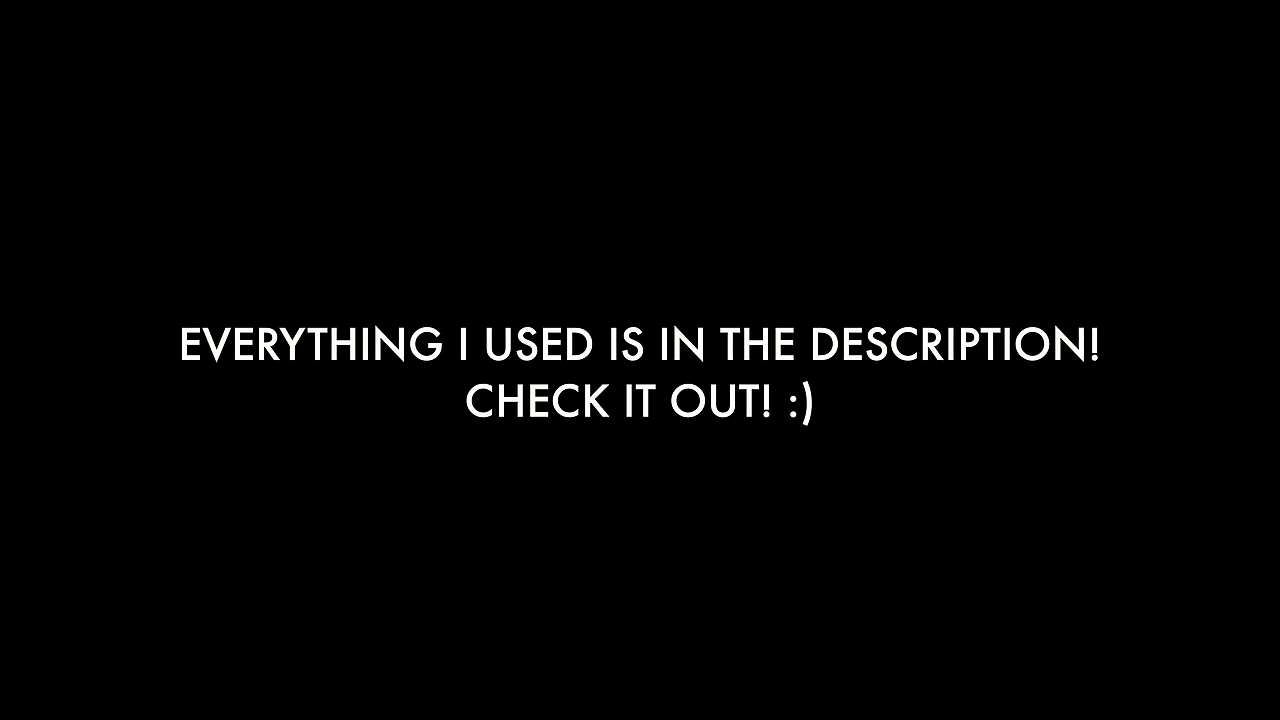 EVERYTHING I USED IS IN THE DESCRIPTION!
CHECK IT OUT! :)